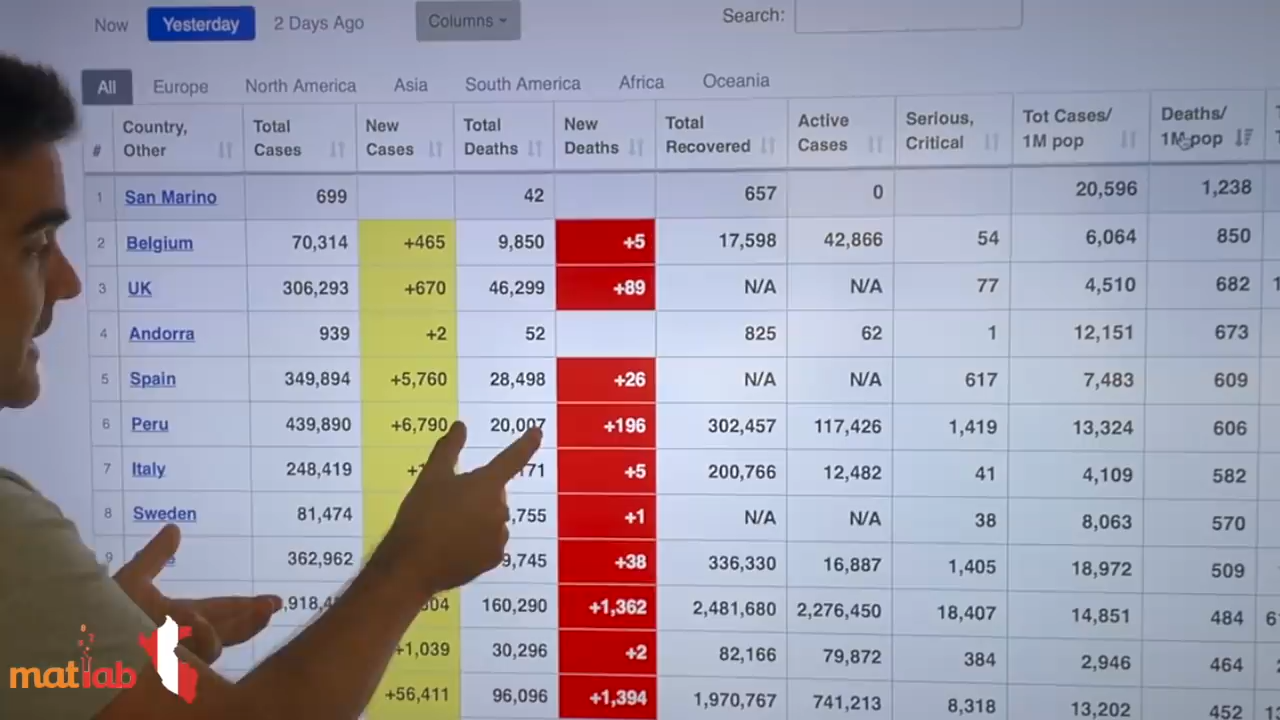 Now Yesterday 2 Days Ago Columns Search:
All Europe North America Asia South America Africa Oceania
# Country, Other Total Cases New Cases Total Deaths New Deaths Total Recovered Active Cases Serious, Critical Tot Cases/ 1M pop Deaths/ 1M pop
1 San Marino 699 42 657 0 20,596 1,238
2 Belgium 70,314 +465 9,850 +5 17,598 42,866 54 6,064 850
3 UK 306,293 +670 46,299 +89 N/A N/A 77 4,510 682
4 Andorra 939 +2 52 825 62 1 12,151 673
5 Spain 349,894 +5,760 28,498 +26 N/A N/A 617 7,483 609
6 Peru 439,890 +6,790 20,007 +196 302,457 117,426 1,419 13,324 606
7 Italy 248,419 171 +5 200,766 12,482 41 4,109 582
8 Sweden 81,474 ,755 +1 N/A N/A 38 8,063 570
9 362,962 9,745 +38 336,330 16,887 1,405 18,972 509
160,290 +1,362 2,481,680 2,276,450 18,407 14,851 484
+1,039 30,296 +2 82,166 79,872 384 2,946 464
+56,411 96,096 +1,394 1,970,767 741,213 8,318 13,202 452
matlab